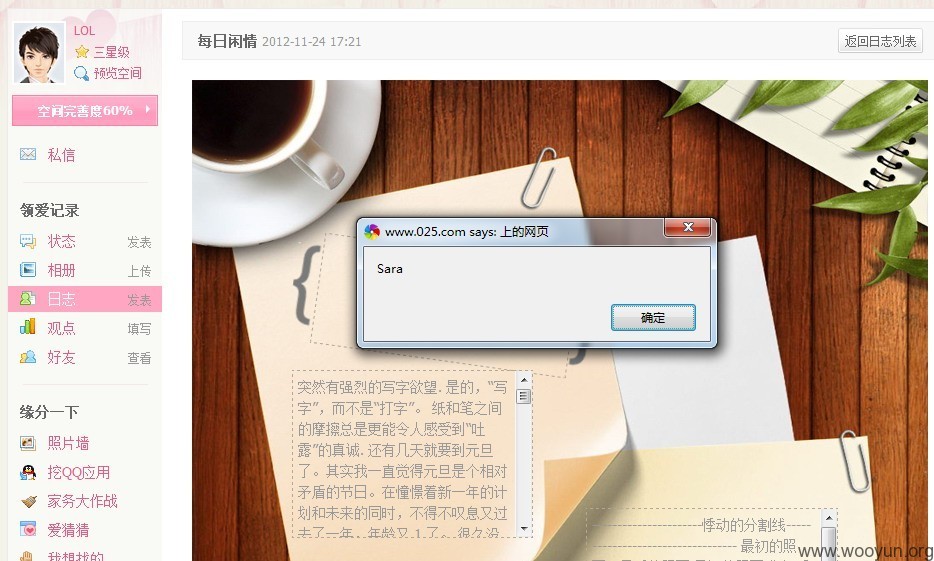 LOL
三星级
预览空间
空间完善度60%
私信
领爱记录
状态 发表
相册 上传
日志 发表
观点 填写
好友 查看
缘分一下
照片墙
挖QQ应用
家务大作战
爱猜猜
我想找的
每日闲情 2012-11-24 17:21
返回日志列表
www.025.com says: 上的网页
Sara
确定
突然有强烈的写字欲望. 是的，“写
字”，而不是“打字”。 纸和笔之间
的摩擦总是更能令人感受到“吐
露”的真诚. 还有几天就要到元旦
了。其实我一直觉得元旦是个相对
矛盾的节日。在憧憬着新一年的计
划和未来的同时，不得不叹息又过
去了一年，年龄又+1了。 很久没
-----------------------悸动的分割线-----
----------------------------- 最初的照
www.wooyun.org